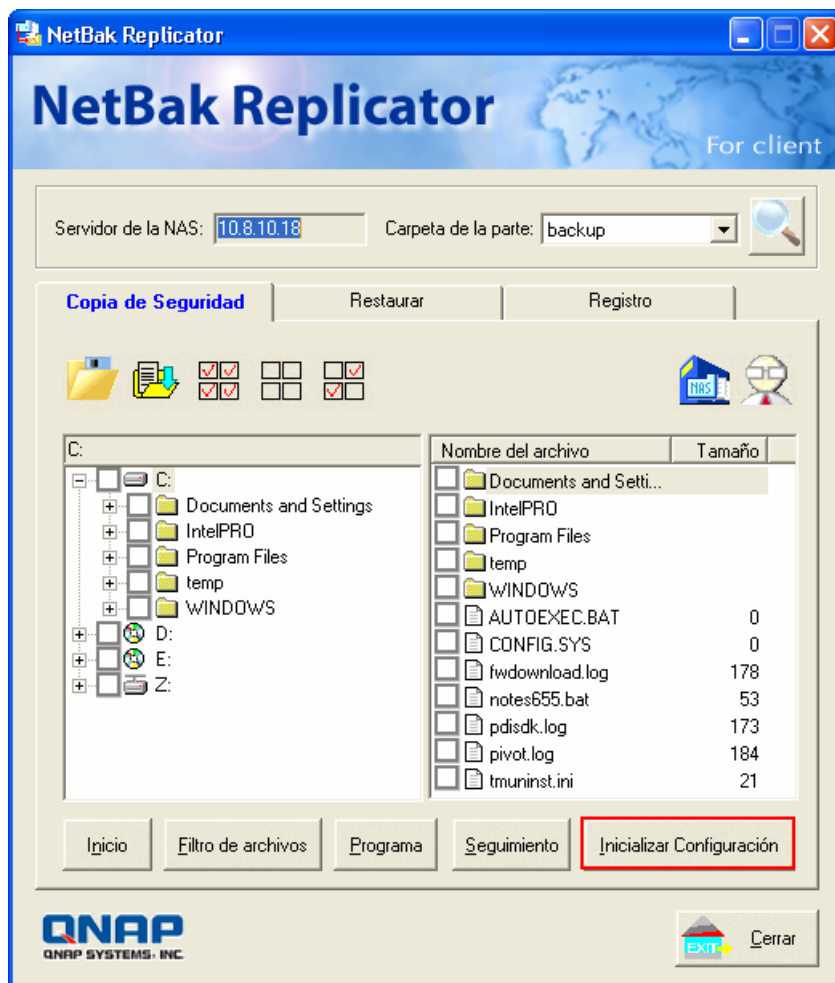 NetBak Replicator
NetBak Replicator
For client
Servidor de la NAS: 10.8.10.18 Carpeta de la parte: backup
Copia de Seguridad Restaurar Registro
NAS
C:
C:
Documents and Settings
IntelPRO
Program Files
temp
WINDOWS
D:
E:
Z:
Nombre del archivo Tamaño
Documents and Setti...
IntelPRO
Program Files
temp
WINDOWS
AUTOEXEC.BAT 0
CONFIG.SYS 0
fwdownload.log 178
notes655.bat 53
pdisdk.log 173
pivot.log 184
tmuninst.ini 21
Inicio Filtro de archivos Programa Seguimiento Inicializar Configuración
QNAP
QNAP SYSTEMS, INC.
EXIT Cerrar